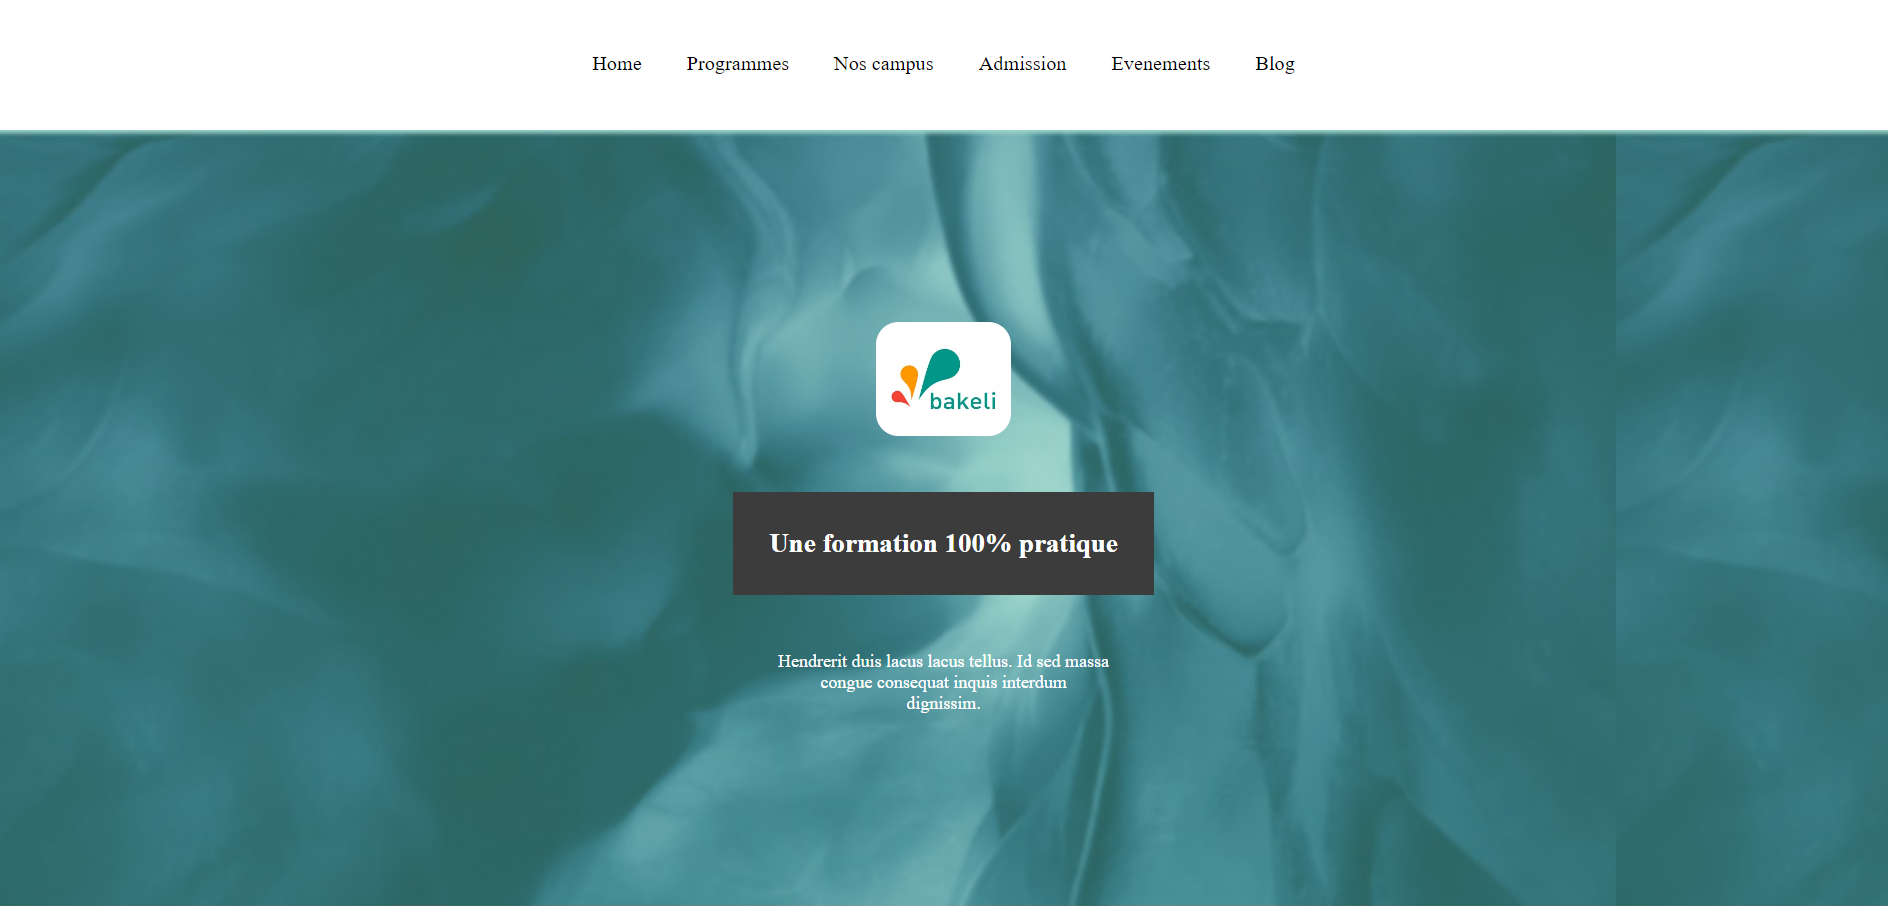 Home Programmes Nos campus Admission Evenements Blog
bakeli
Une formation 100% pratique
Hendrerit duis lacus lacus tellus. Id sed massa
congue consequat inquis interdum
dignissim.